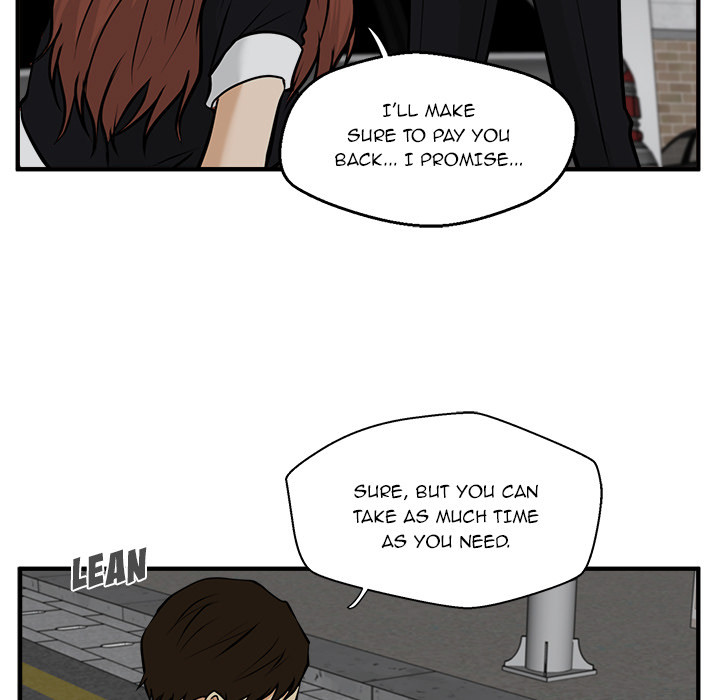 I'LL MAKE
SURE TO PAY YOU
BACK... I PROMISE...
SURE, BUT YOU CAN
TAKE AS MUCH TIME
AS YOU NEED.
LEAN